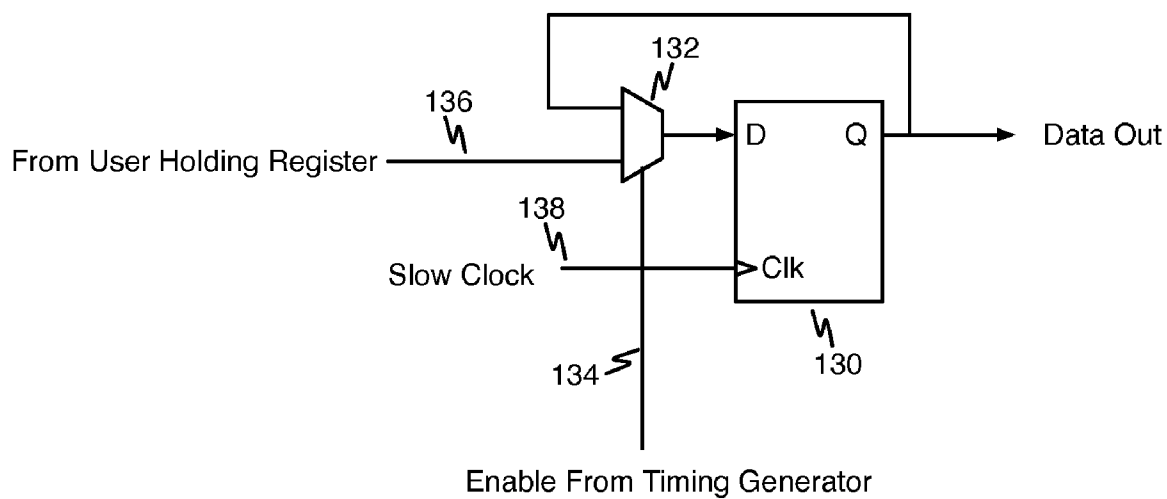 132
136
D
Q
Data Out
From User Holding Register
138
Slow Clock
Clk
134
130
Enable From Timing Generator